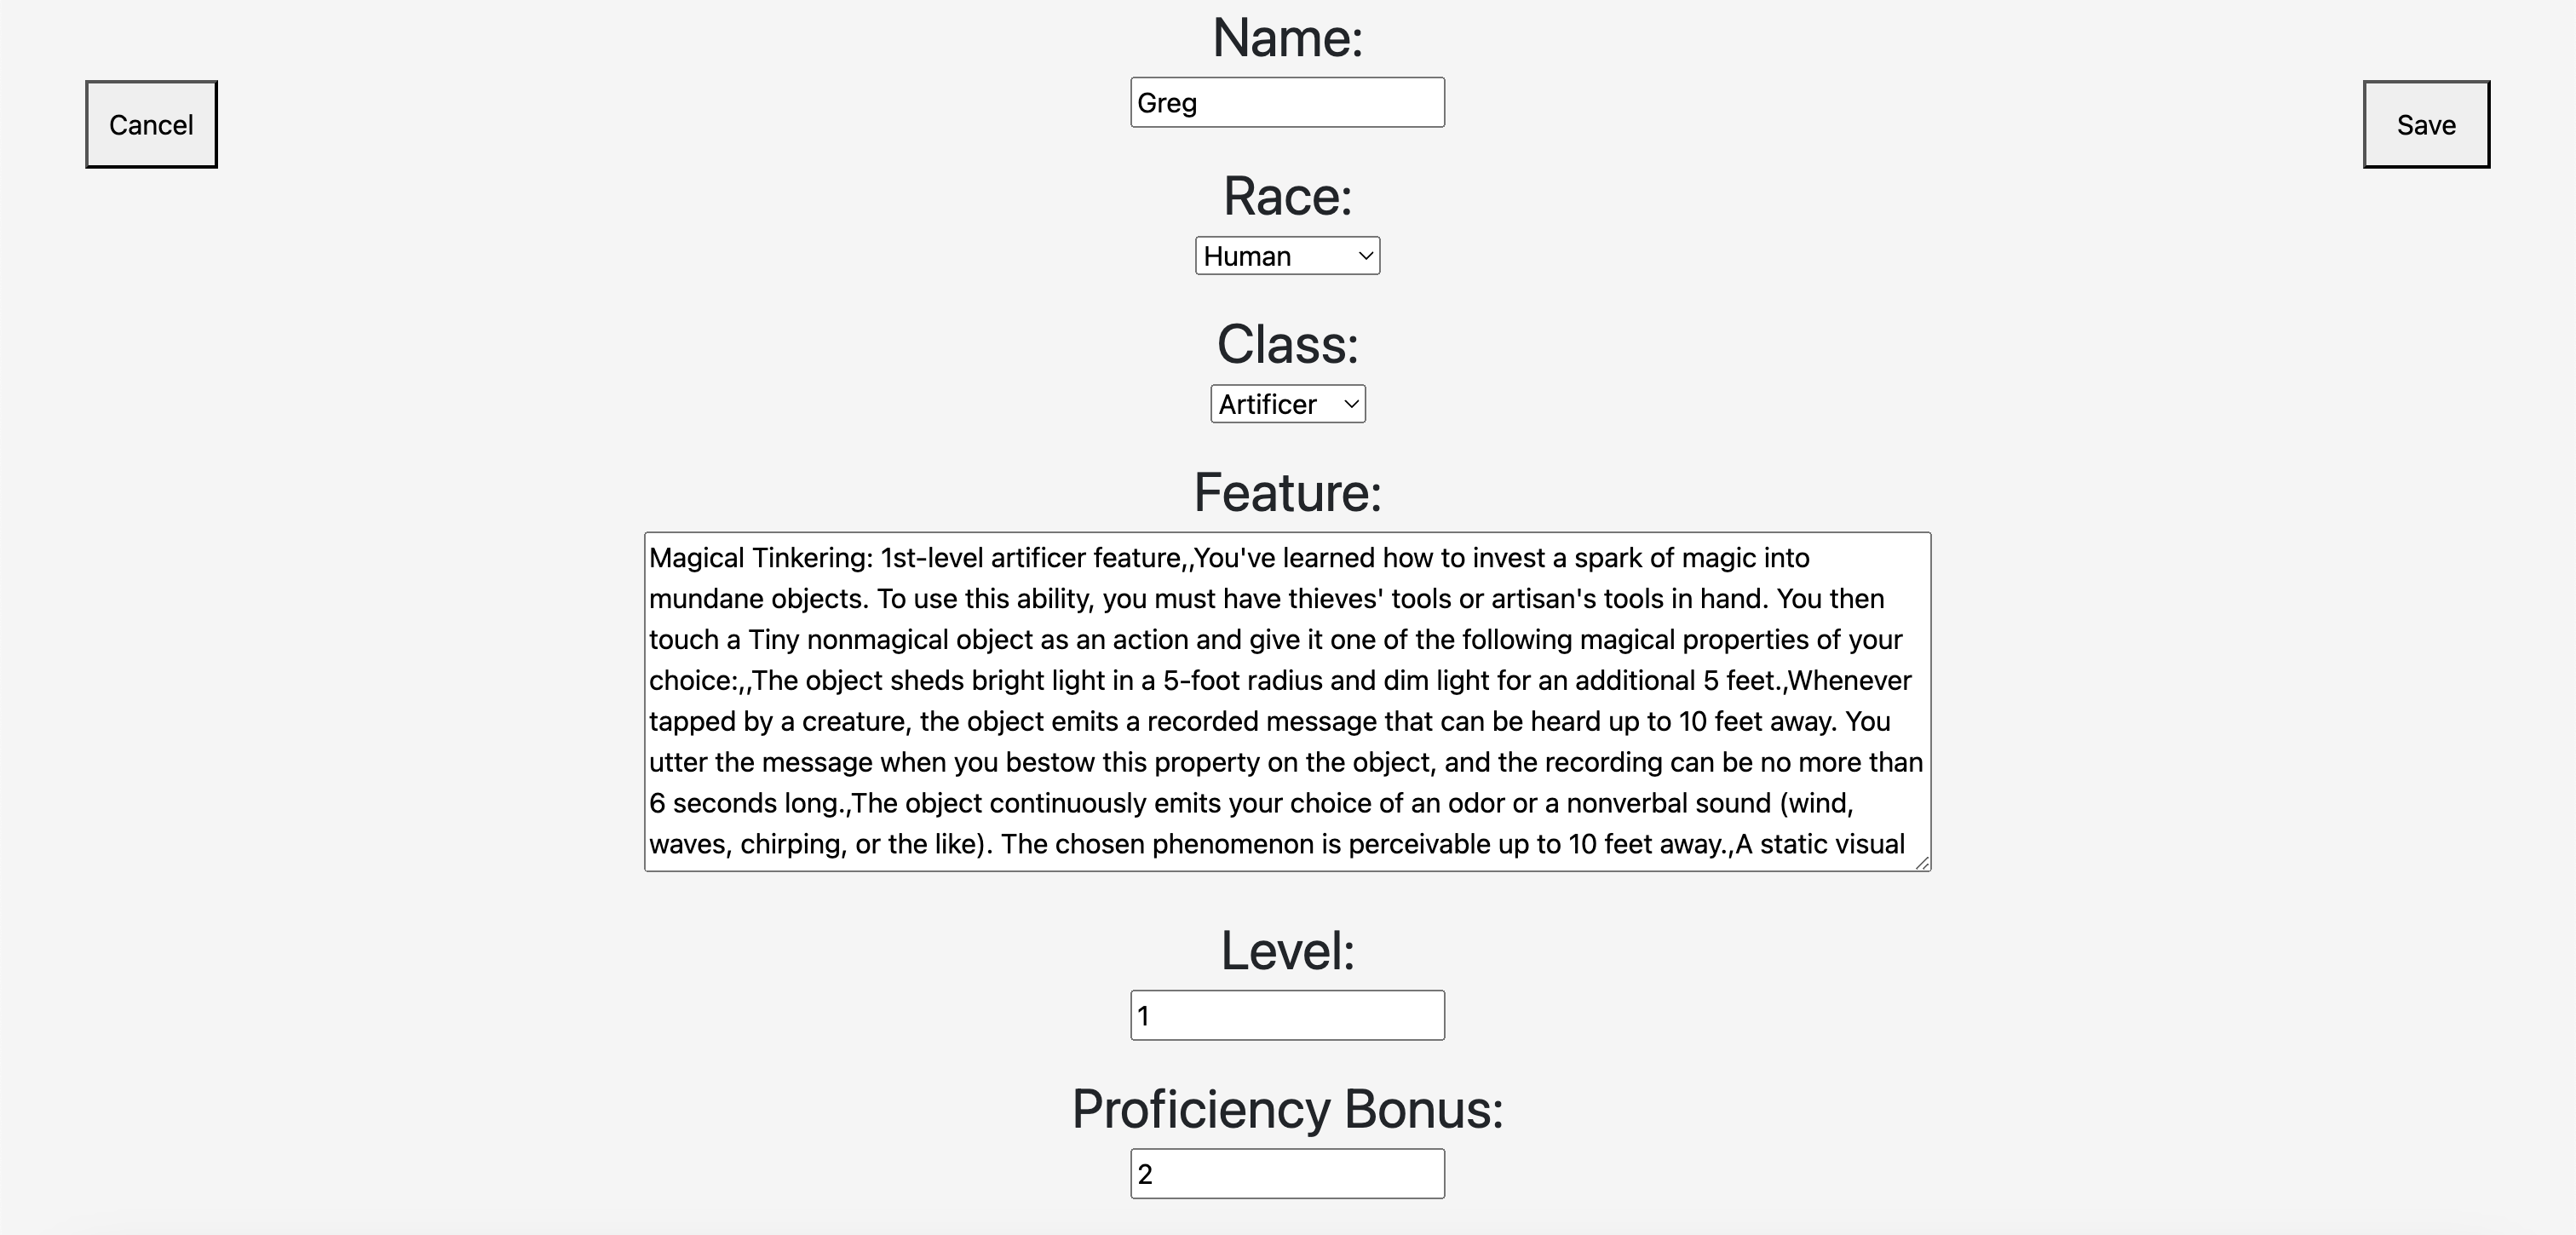 Name:
Greg
Cancel
Save
Race:
Human
Class:
Artificer
Feature:
Magical Tinkering: 1st-level artificer feature,,You've learned how to invest a spark of magic into
mundane objects. To use this ability, you must have thieves' tools or artisan's tools in hand. You then
touch a Tiny nonmagical object as an action and give it one of the following magical properties of your
choice:,,The object sheds bright light in a 5-foot radius and dim light for an additional 5 feet.,Whenever
tapped by a creature, the object emits a recorded message that can be heard up to 10 feet away. You
utter the message when you bestow this property on the object, and the recording can be no more than
6 seconds long.,The object continuously emits your choice of an odor or a nonverbal sound (wind,
waves, chirping, or the like). The chosen phenomenon is perceivable up to 10 feet away.,A static visual
Level:
1
Proficiency Bonus:
2